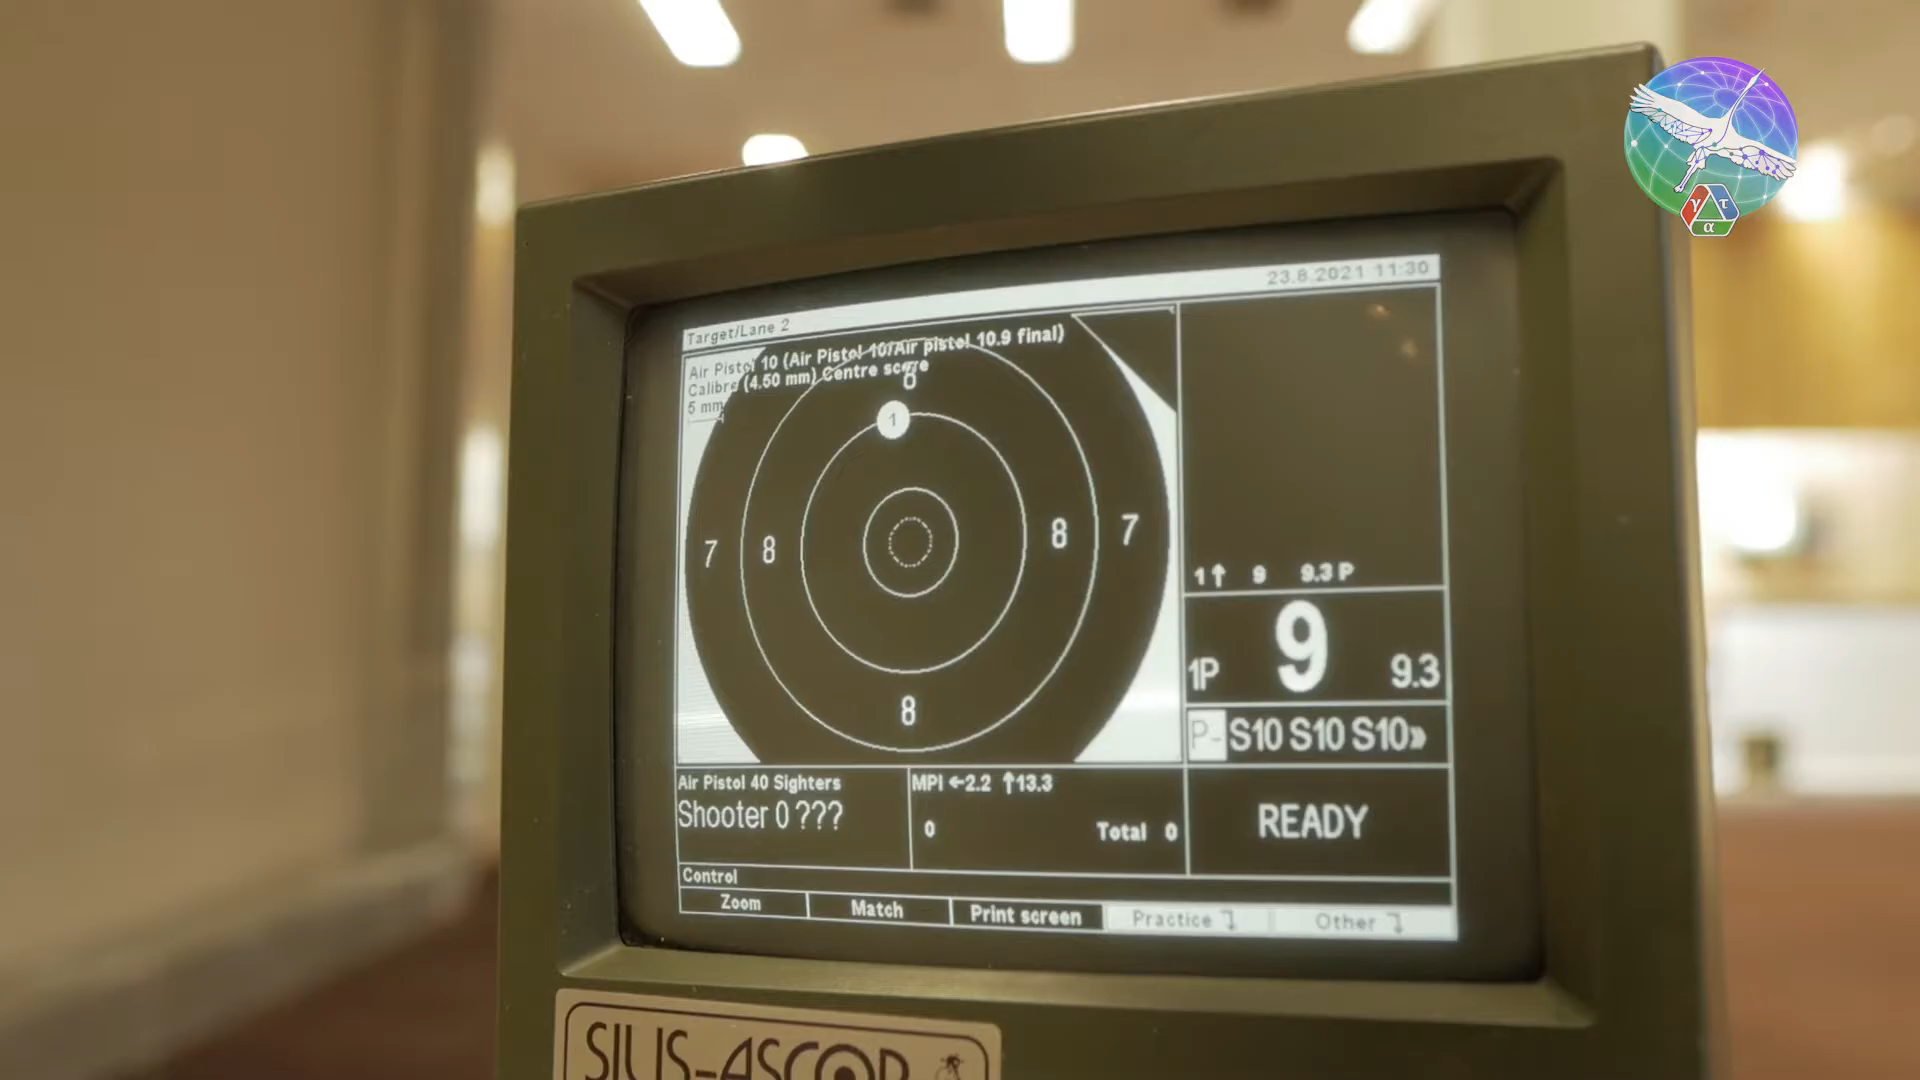 23.8.2021 11:30
Target/Lane 2
Air Pistol 10 (Air Pistol 10/Air pistol 10.9 final)
Calibre (4.50 mm) Centre score
5 mm
1
7 8 8 7
8
1↑ 9 9.3 P
1P 9 9.3
P- S10 S10 S10»
Air Pistol 40 Sighters
Shooter 0 ???
MPI ←2.2 ↑13.3
0 Total 0
READY
Control
Zoom Match Print screen Practice Other
SILIS-ASCOR
γ τ
α